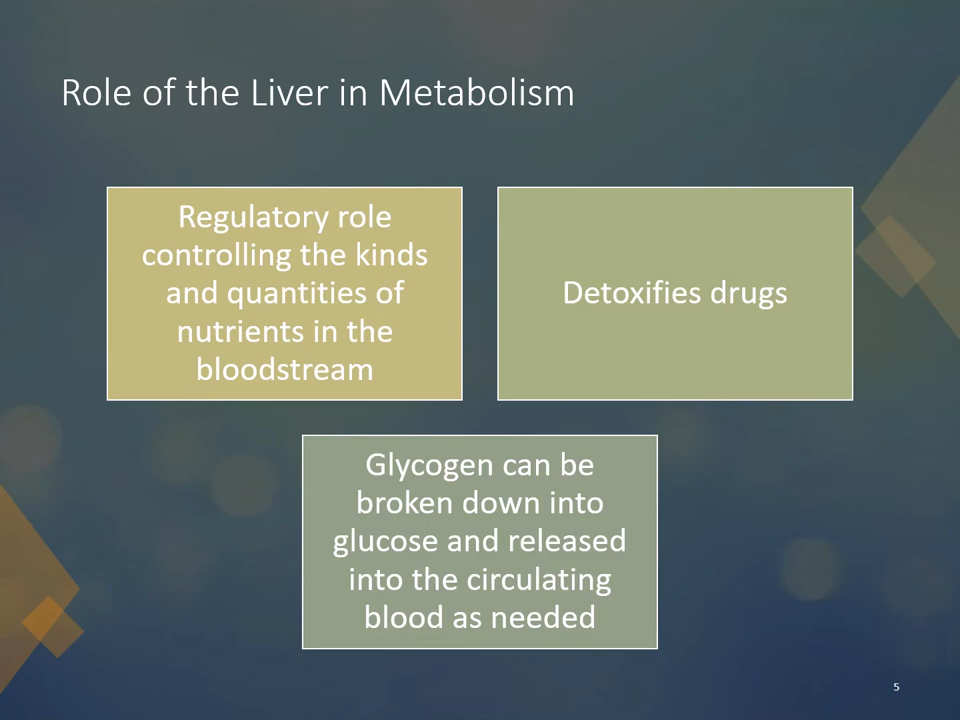 Role of the Liver in Metabolism
Regulatory role
controlling the kinds
and quantities of
nutrients in the
bloodstream
Detoxifies drugs
Glycogen can be
broken down into
glucose and released
into the circulating
blood as needed
5